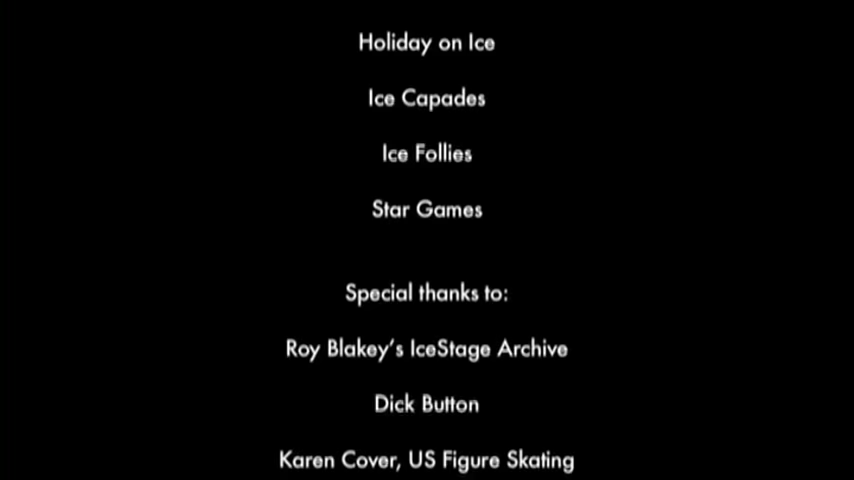 Holiday on Ice
Ice Capades
Ice Follies
Star Games
Special thanks to:
Roy Blakey’s IceStage Archive
Dick Button
Karen Cover, US Figure Skating